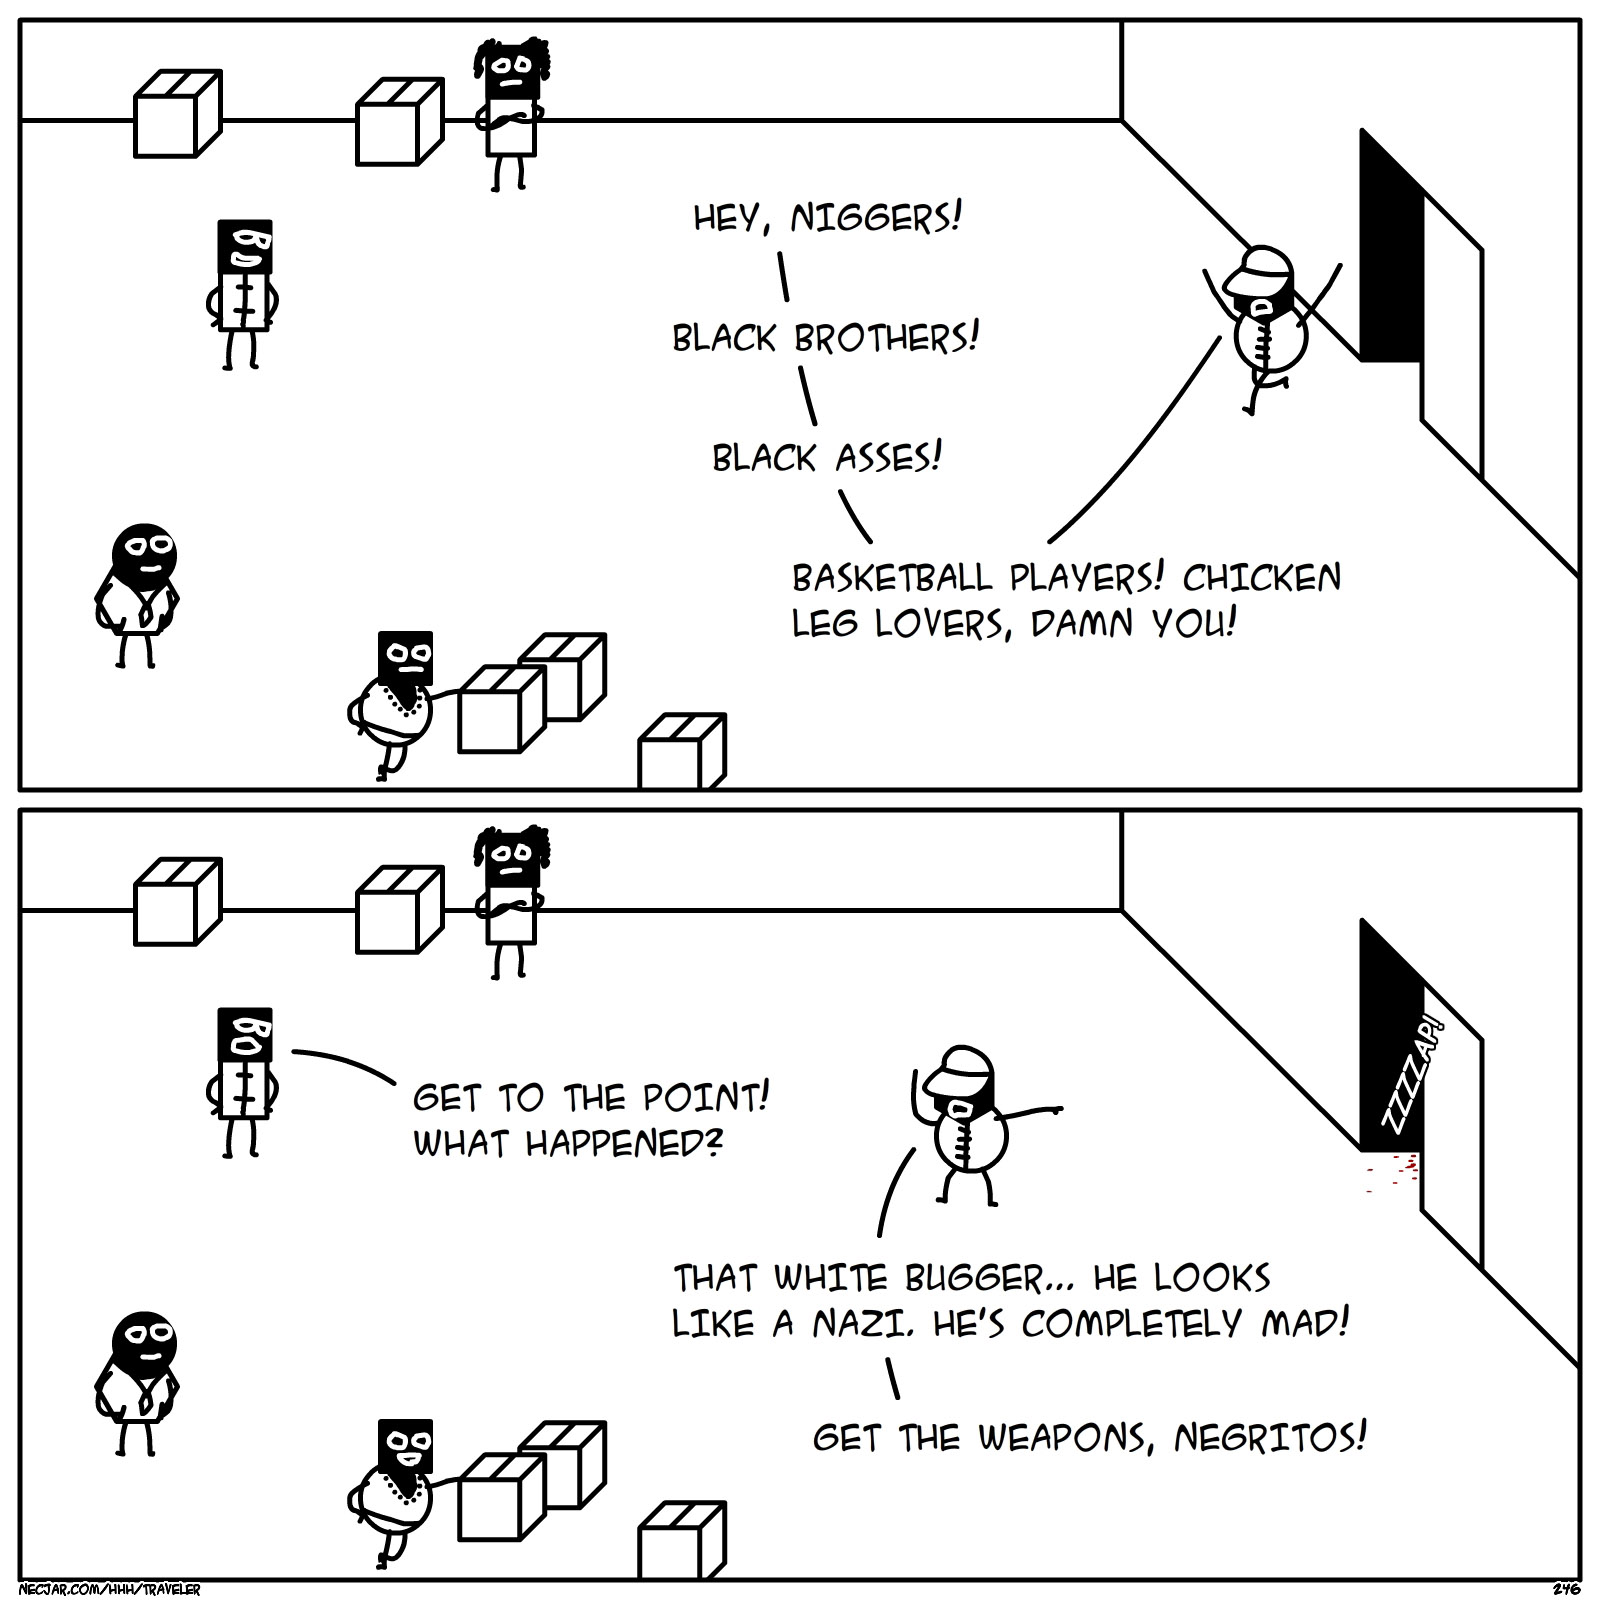 HEY, NIGGERS!
BLACK BROTHERS!
BLACK ASSES!
BASKETBALL PLAYERS! CHICKEN
LEG LOVERS, DAMN YOU!
ZZZZAP!
GET TO THE POINT!
WHAT HAPPENED?
THAT WHITE BUGGER... HE LOOKS
LIKE A NAZI. HE'S COMPLETELY MAD!
GET THE WEAPONS, NEGRITOS!
NECJAR.COM/HHH/TRAVELER
246